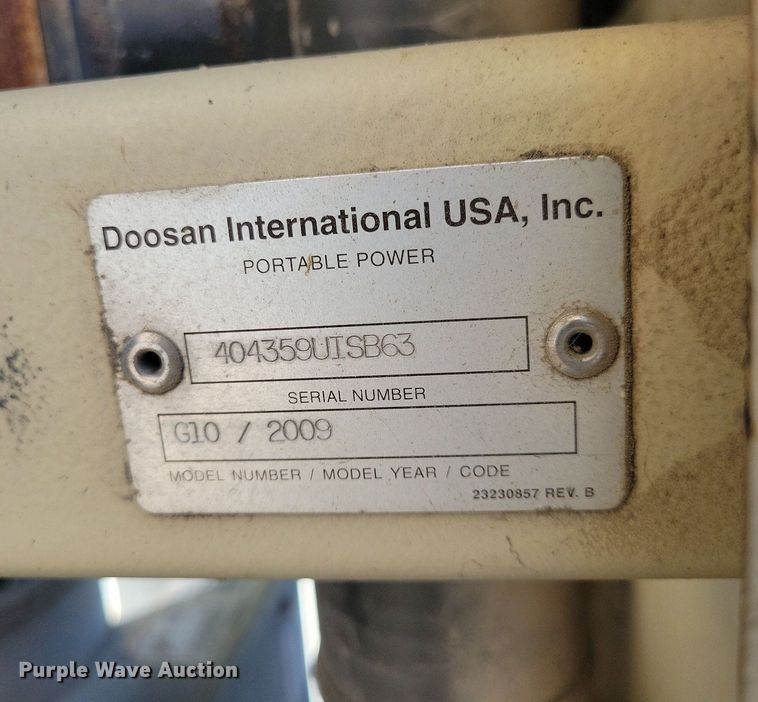 Doosan International USA, Inc.
PORTABLE POWER
404359UISB63
SERIAL NUMBER
G10 / 2009
MODEL NUMBER / MODEL YEAR / CODE
23230857 REV. B
Purple Wave Auction